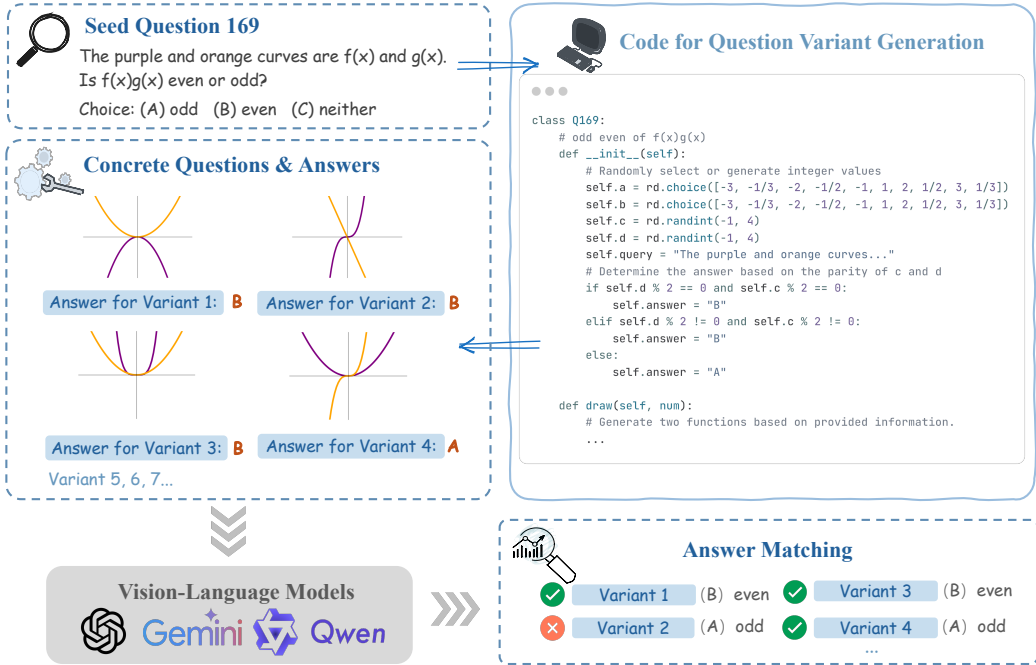 Seed Question 169
The purple and orange curves are f(x) and g(x).
Is f(x)g(x) even or odd?
Choice: (A) odd (B) even (C) neither
Code for Question Variant Generation
class Q169:
# odd even of f(x)g(x)
def __init__(self):
# Randomly select or generate integer values
self.a = rd.choice([-3, -1/3, -2, -1/2, -1, 1, 2, 1/2, 3, 1/3])
self.b = rd.choice([-3, -1/3, -2, -1/2, -1, 1, 2, 1/2, 3, 1/3])
self.c = rd.randint(-1, 4)
self.d = rd.randint(-1, 4)
self.query = "The purple and orange curves..."
# Determine the answer based on the parity of c and d
if self.d % 2 == 0 and self.c % 2 == 0:
self.answer = "B"
elif self.d % 2 != 0 and self.c % 2 != 0:
self.answer = "B"
else:
self.answer = "A"
def draw(self, num):
# Generate two functions based on provided information.
...
Concrete Questions & Answers
Answer for Variant 1: B
Answer for Variant 2: B
Answer for Variant 3: B
Answer for Variant 4: A
Variant 5, 6, 7...
Vision-Language Models
Gemini
Qwen
Answer Matching
Variant 1 (B) even
Variant 3 (B) even
Variant 2 (A) odd
Variant 4 (A) odd
...